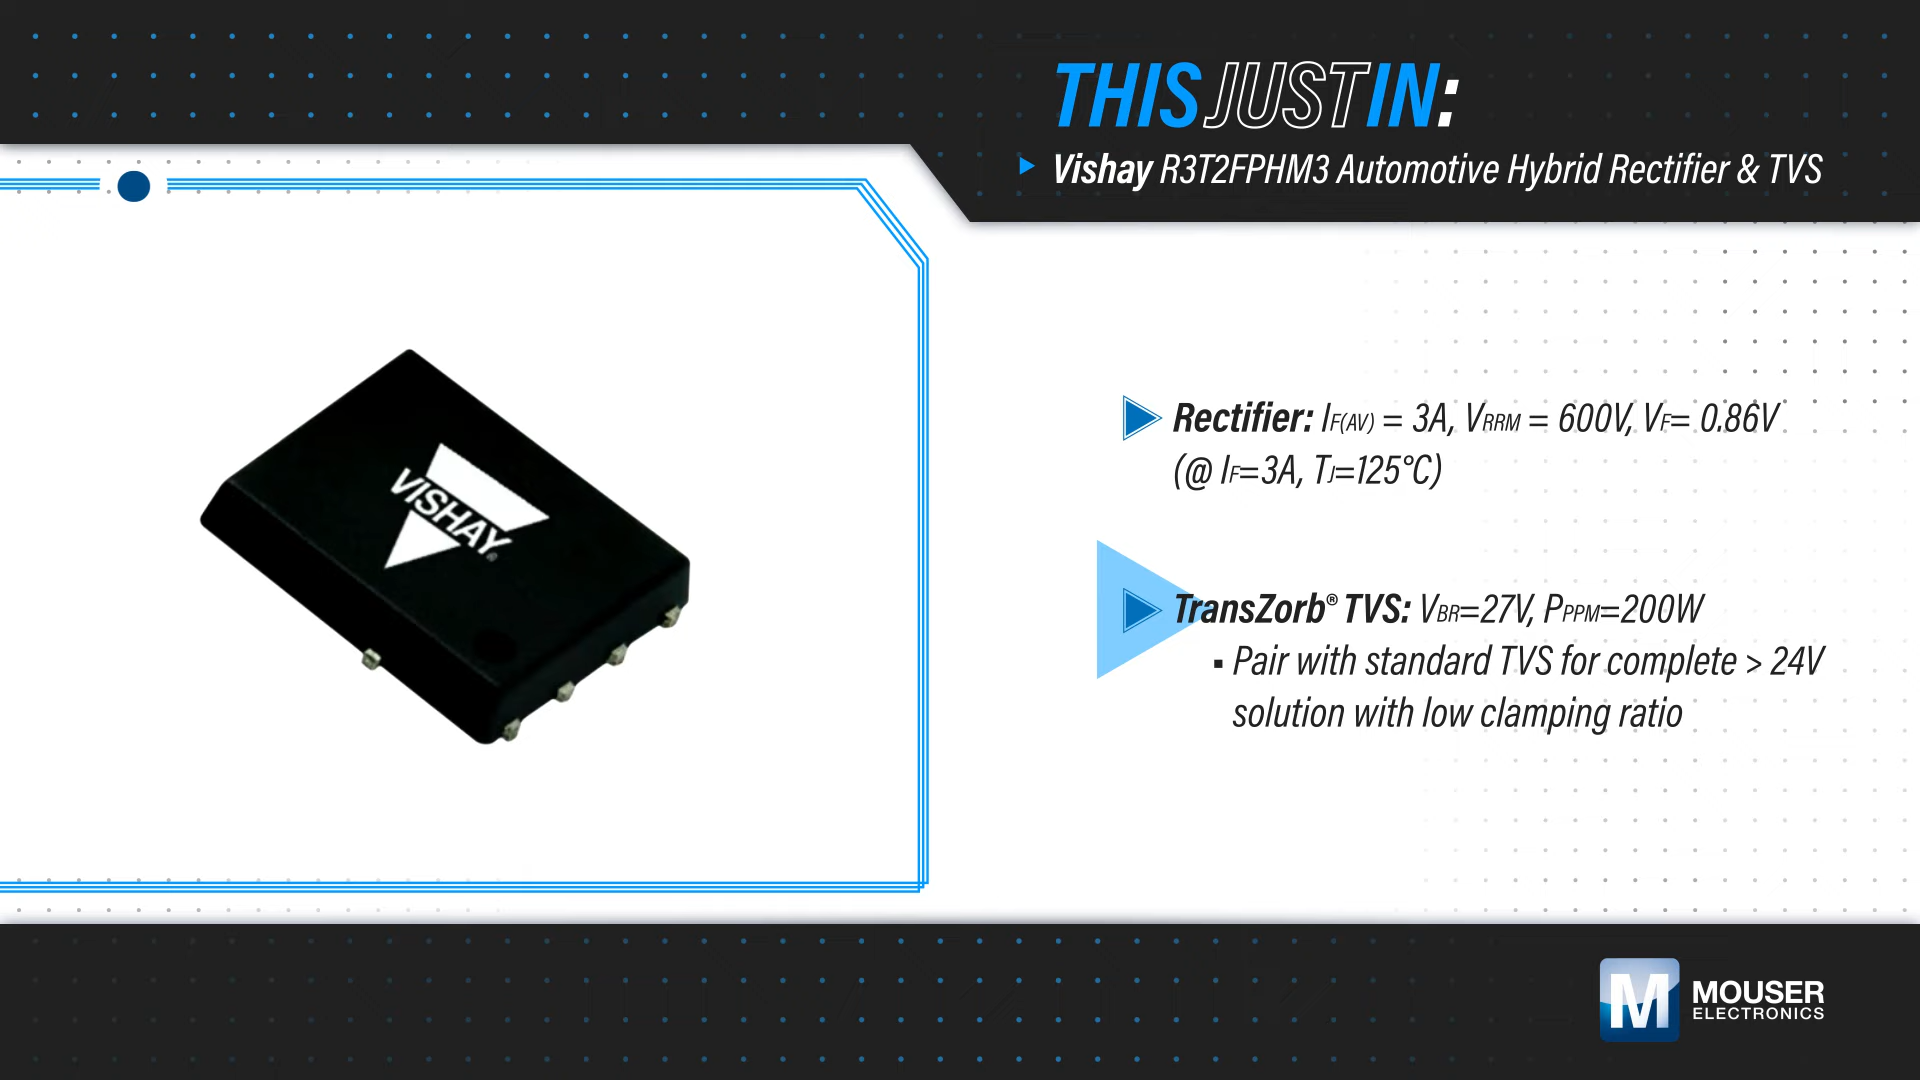 THIS JUST IN:
Vishay R3T2FPHM3 Automotive Hybrid Rectifier & TVS
VISHAY®
Rectifier: IF(AV) = 3A, VRRM = 600V, VF= 0.86V
(@ IF=3A, TJ=125°C)
TransZorb® TVS: VBR=27V, PPPM=200W
▪ Pair with standard TVS for complete > 24V
solution with low clamping ratio
M MOUSER
ELECTRONICS